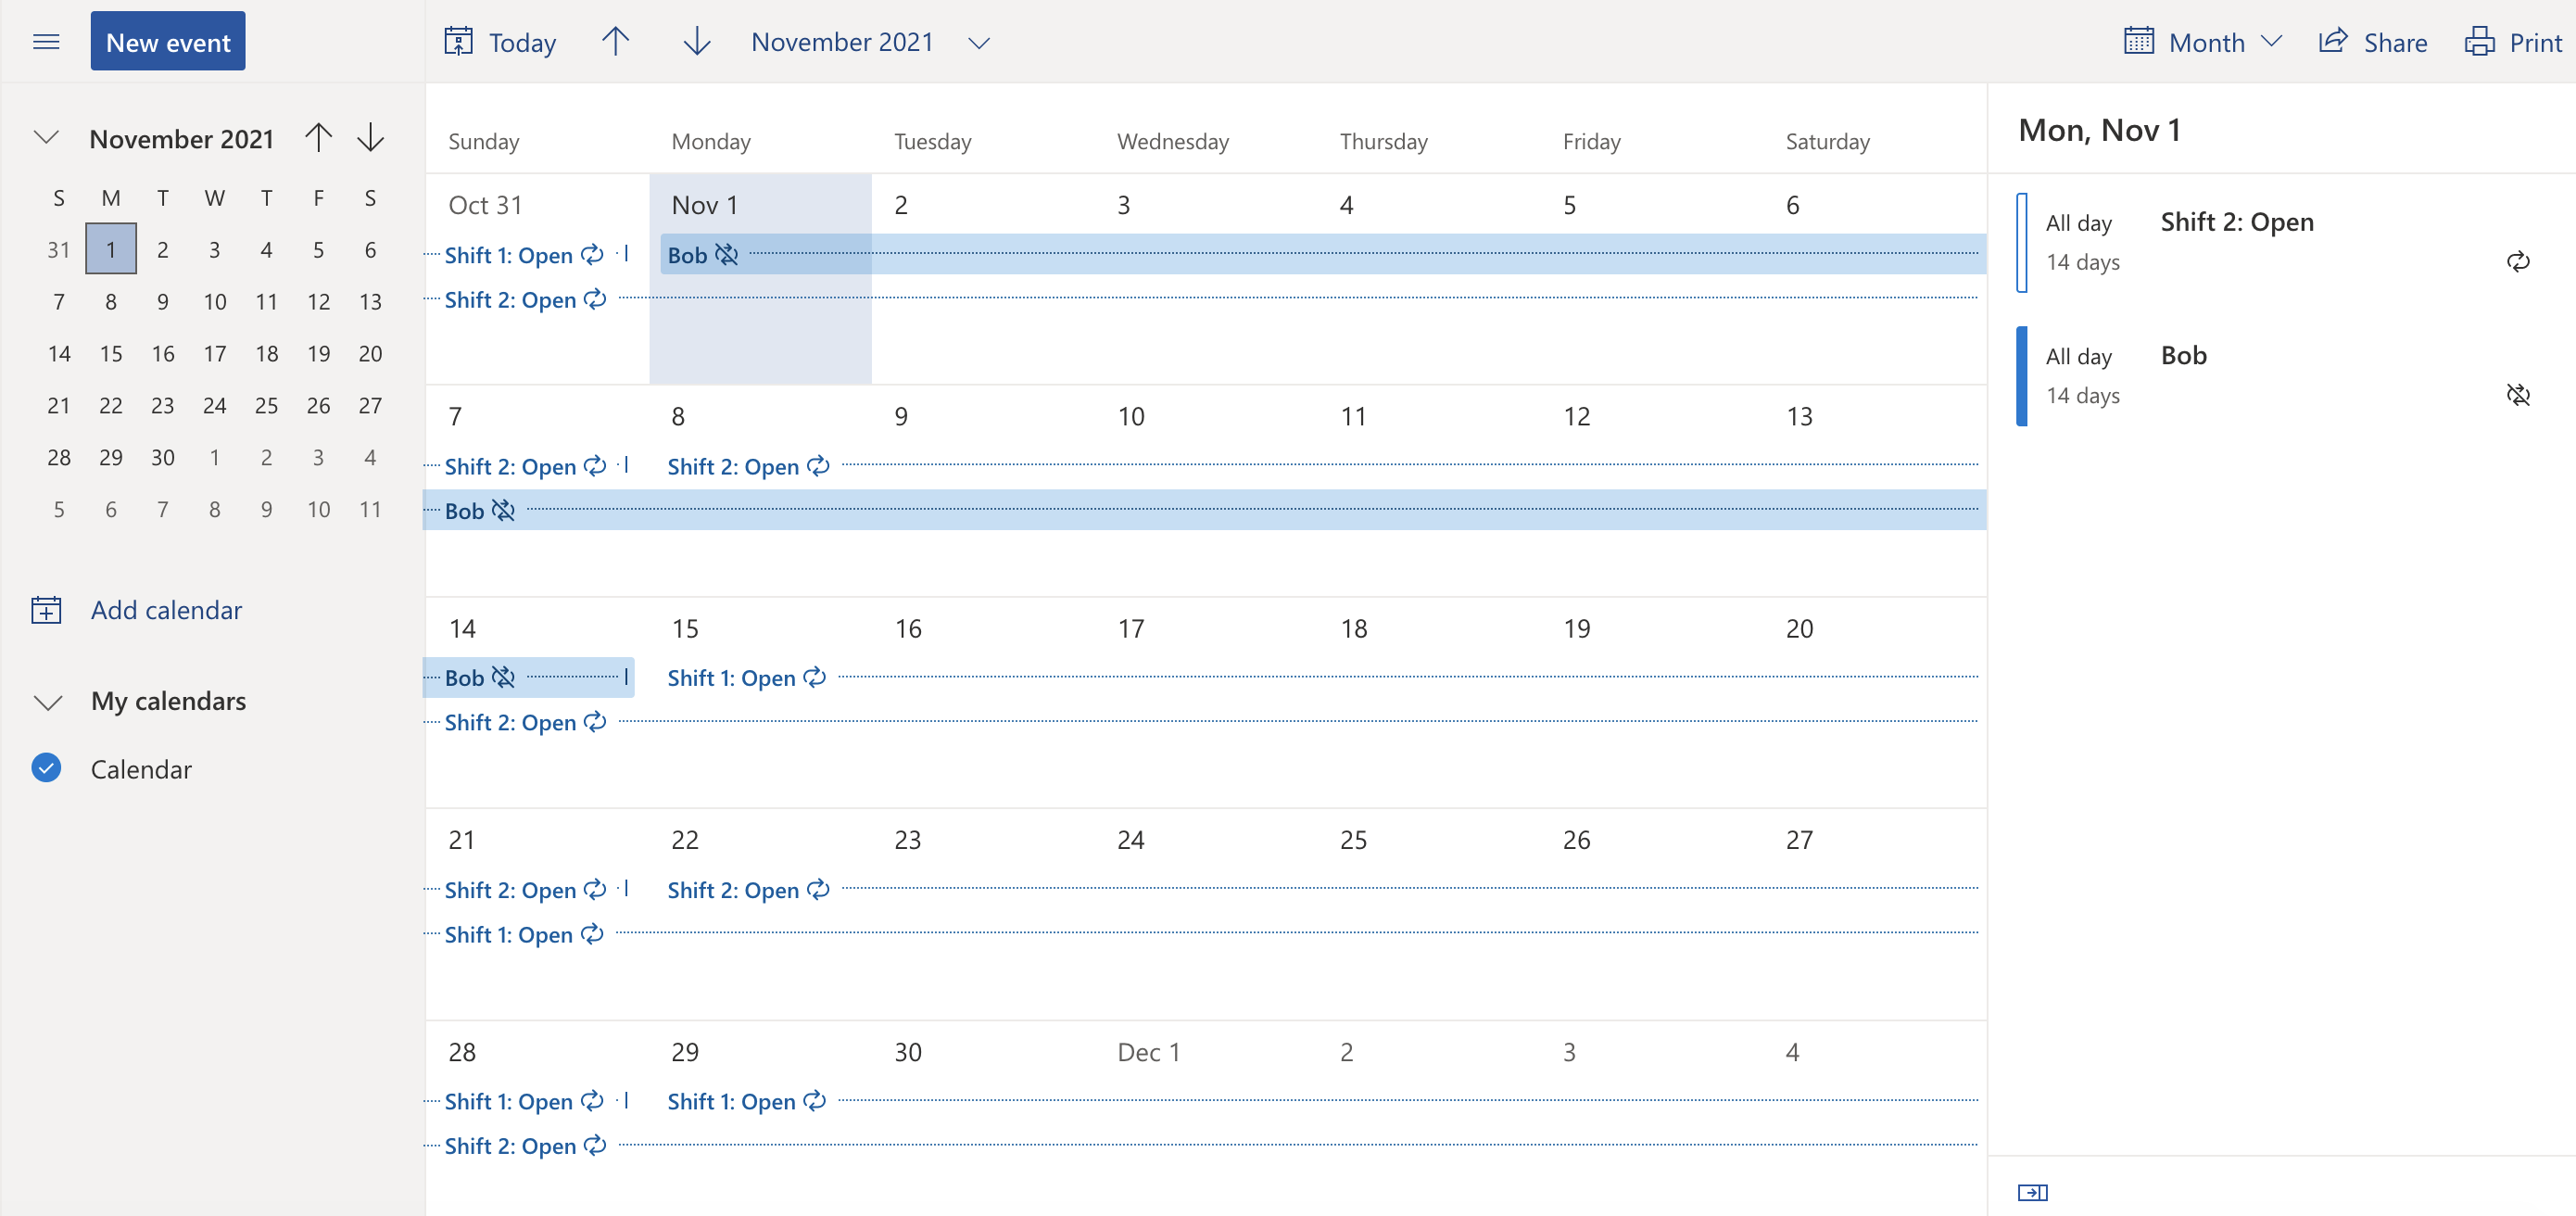 New event
Today
November 2021
Month
Share
Print
November 2021
S M T W T F S
31 1 2 3 4 5 6
7 8 9 10 11 12 13
14 15 16 17 18 19 20
21 22 23 24 25 26 27
28 29 30 1 2 3 4
5 6 7 8 9 10 11
Add calendar
My calendars
Calendar
Sunday Monday Tuesday Wednesday Thursday Friday Saturday
Oct 31 Nov 1 2 3 4 5 6
Shift 1: Open Bob
Shift 2: Open
7 8 9 10 11 12 13
Shift 2: Open Shift 2: Open
Bob
14 15 16 17 18 19 20
Bob Shift 1: Open
Shift 2: Open
21 22 23 24 25 26 27
Shift 2: Open Shift 2: Open
Shift 1: Open
28 29 30 Dec 1 2 3 4
Shift 1: Open Shift 1: Open
Shift 2: Open
Mon, Nov 1
All day Shift 2: Open
14 days
All day Bob
14 days